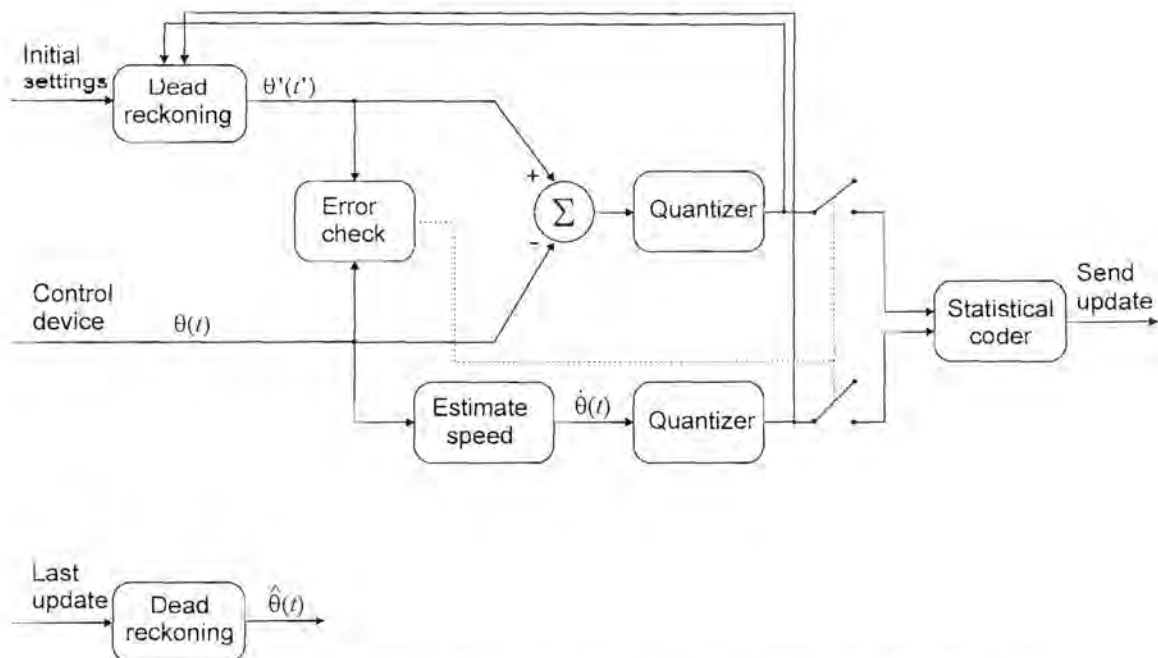 Initial
settings
Dead
reckoning
θ'(t')
Error
check
+
-
Σ
Quantizer
Control
device
θ(t)
Estimate
speed
θ̇(t)
Quantizer
Statistical
coder
Send
update
Last
update
Dead
reckoning
θ̂(t)